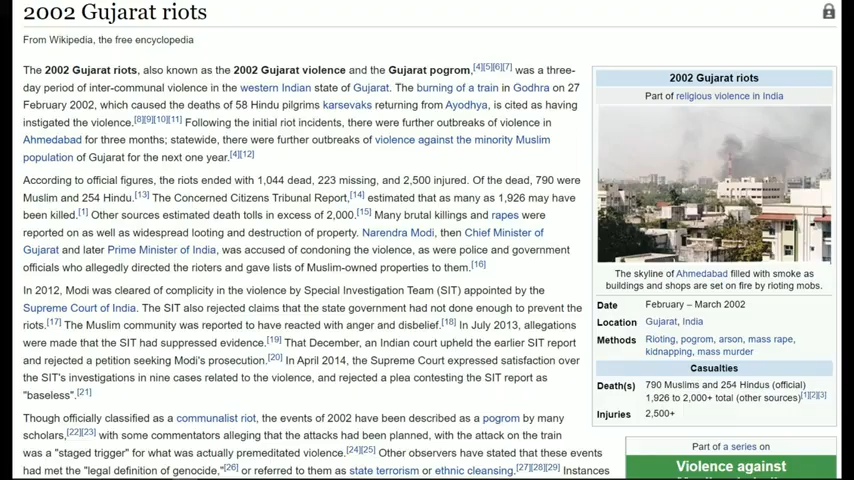 2002 Gujarat riots
From Wikipedia, the free encyclopedia
The 2002 Gujarat riots, also known as the 2002 Gujarat violence and the Gujarat pogrom,[4][5][6][7] was a three-
day period of inter-communal violence in the western Indian state of Gujarat. The burning of a train in Godhra on 27
February 2002, which caused the deaths of 58 Hindu pilgrims karsevaks returning from Ayodhya, is cited as having
instigated the violence.[8][9][10][11] Following the initial riot incidents, there were further outbreaks of violence in
Ahmedabad for three months; statewide, there were further outbreaks of violence against the minority Muslim
population of Gujarat for the next one year.[4][12]
According to official figures, the riots ended with 1,044 dead, 223 missing, and 2,500 injured. Of the dead, 790 were
Muslim and 254 Hindu.[13] The Concerned Citizens Tribunal Report,[14] estimated that as many as 1,926 may have
been killed.[1] Other sources estimated death tolls in excess of 2,000.[15] Many brutal killings and rapes were
reported on as well as widespread looting and destruction of property. Narendra Modi, then Chief Minister of
Gujarat and later Prime Minister of India, was accused of condoning the violence, as were police and government
officials who allegedly directed the rioters and gave lists of Muslim-owned properties to them.[16]
In 2012, Modi was cleared of complicity in the violence by Special Investigation Team (SIT) appointed by the
Supreme Court of India. The SIT also rejected claims that the state government had not done enough to prevent the
riots.[17] The Muslim community was reported to have reacted with anger and disbelief.[18] In July 2013, allegations
were made that the SIT had suppressed evidence.[19] That December, an Indian court upheld the earlier SIT report
and rejected a petition seeking Modi's prosecution.[20] In April 2014, the Supreme Court expressed satisfaction over
the SIT's investigations in nine cases related to the violence, and rejected a plea contesting the SIT report as
"baseless".[21]
Though officially classified as a communalist riot, the events of 2002 have been described as a pogrom by many
scholars,[22][23] with some commentators alleging that the attacks had been planned, with the attack on the train
was a "staged trigger" for what was actually premeditated violence.[24][25] Other observers have stated that these events
had met the "legal definition of genocide,"[26] or referred to them as state terrorism or ethnic cleansing.[27][28][29] Instances
2002 Gujarat riots
Part of religious violence in India
The skyline of Ahmedabad filled with smoke as
buildings and shops are set on fire by rioting mobs.
Date February – March 2002
Location Gujarat, India
Methods Rioting, pogrom, arson, mass rape,
kidnapping, mass murder
Casualties
Death(s) 790 Muslims and 254 Hindus (official)
1,926 to 2,000+ total (other sources)[1][2][3]
Injuries 2,500+
Part of a series on
Violence against